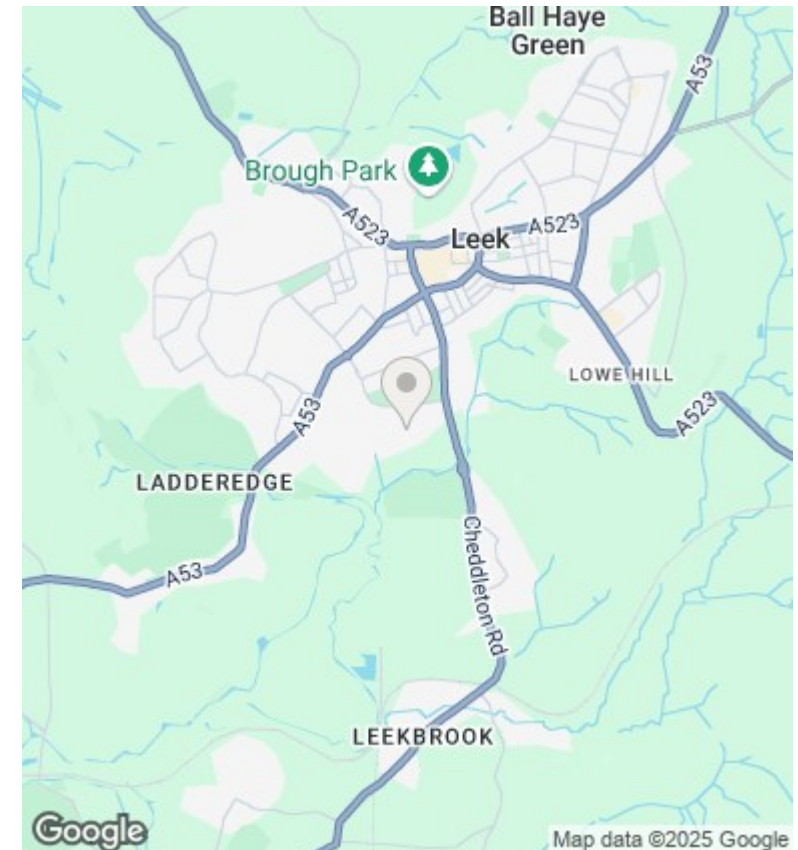 Ball Haye
Green
A53
Brough Park
A523
A523
Leek
LOWE HILL
A523
A53
LADDEREDGE
A53
Cheddleton Rd
LEEKBROOK
Google
Map data ©2025 Google